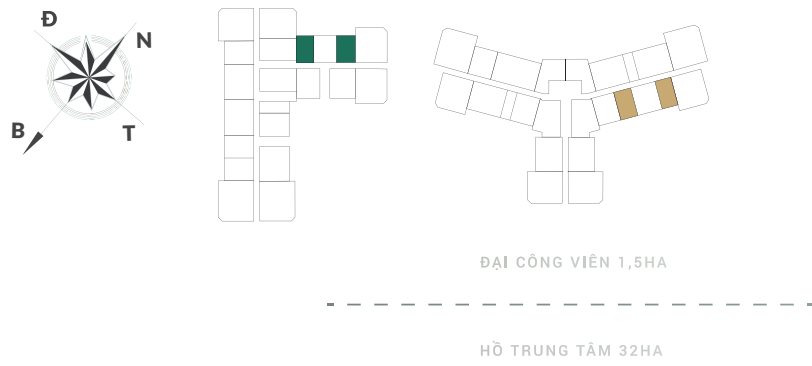 Đ
N
B
T
ĐẠI CÔNG VIÊN 1,5HA
HỒ TRUNG TÂM 32HA